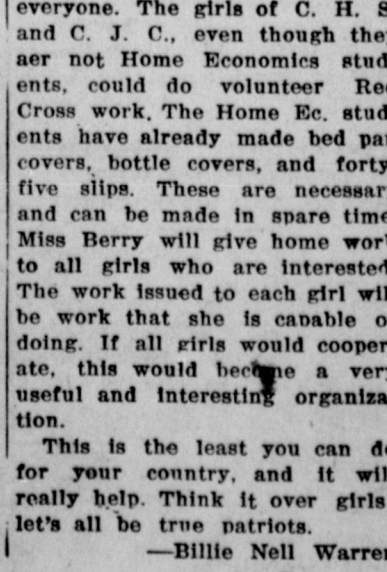 everyone. The girls of C. H. S
and C. J. C., even though the
aer not Home Economics stud
ents, could do volunteer Re
Cross work. The Home Ec. stud
ents have already made bed pa
covers, bottle covers, and forty
five slips. These are necessar
and can be made in spare time
Miss Berry will give home wor
to all girls who are interested
The work issued to each girl wil
be work that she is capable o
doing. If all girls would cooper
ate, this would become a ver
useful and interesting organiza
tion.
This is the least you can d
for your country, and it wil
really help. Think it over girls
let's all be true patriots.
—Billie Nell Warren